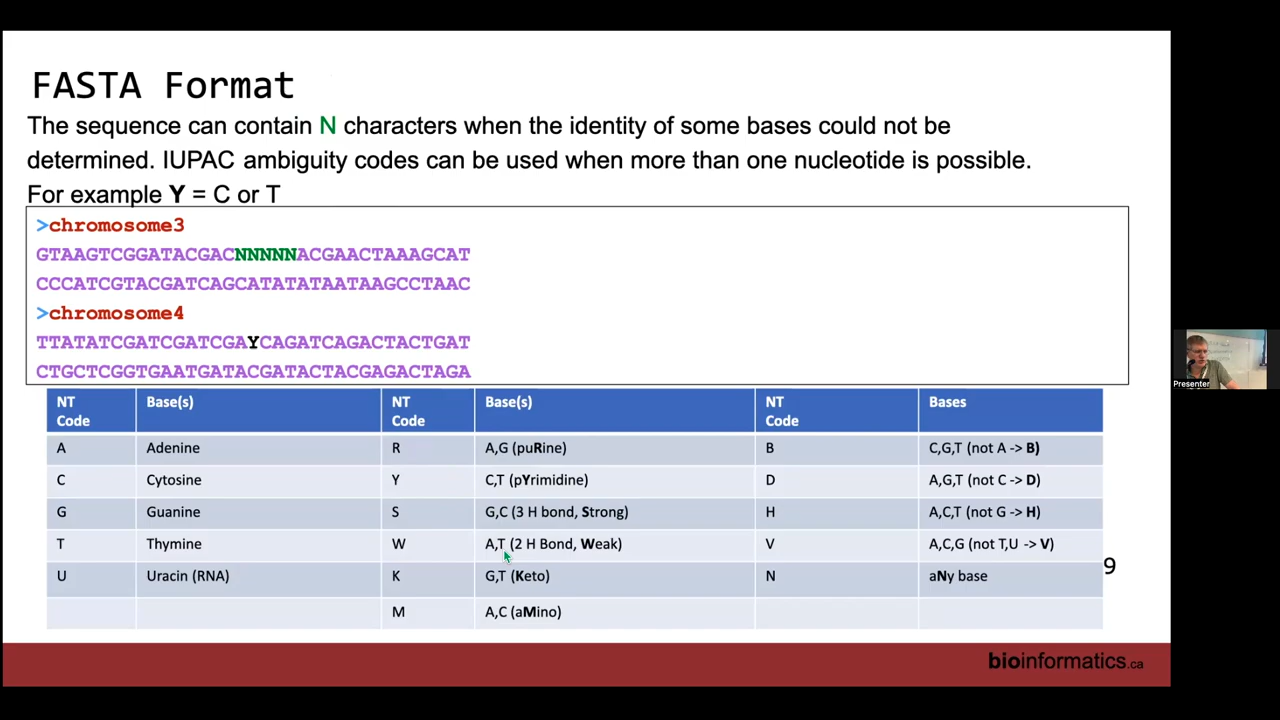 FASTA Format
The sequence can contain N characters when the identity of some bases could not be
determined. IUPAC ambiguity codes can be used when more than one nucleotide is possible.
For example Y = C or T
>chromosome3
GTAAGTCGGATACGACNNNNNACGAACTAAAGCAT
CCCATCGTACGATCAGCATATATAATAAGCCTAAC
>chromosome4
TTATATCGATCGATCGAYCAGATCAGACTACTGAT
CTGCTCGGTGAATGATACGATACTACGAGACTAGA
NT Code Base(s) NT Code Base(s) NT Code Bases
A Adenine R A,G (puRine) B C,G,T (not A -> B)
C Cytosine Y C,T (pYrimidine) D A,G,T (not C -> D)
G Guanine S G,C (3 H bond, Strong) H A,C,T (not G -> H)
T Thymine W A,T (2 H Bond, Weak) V A,C,G (not T,U -> V)
U Uracin (RNA) K G,T (Keto) N aNy base
M A,C (aMino)
9
bioinformatics.ca
Presenter